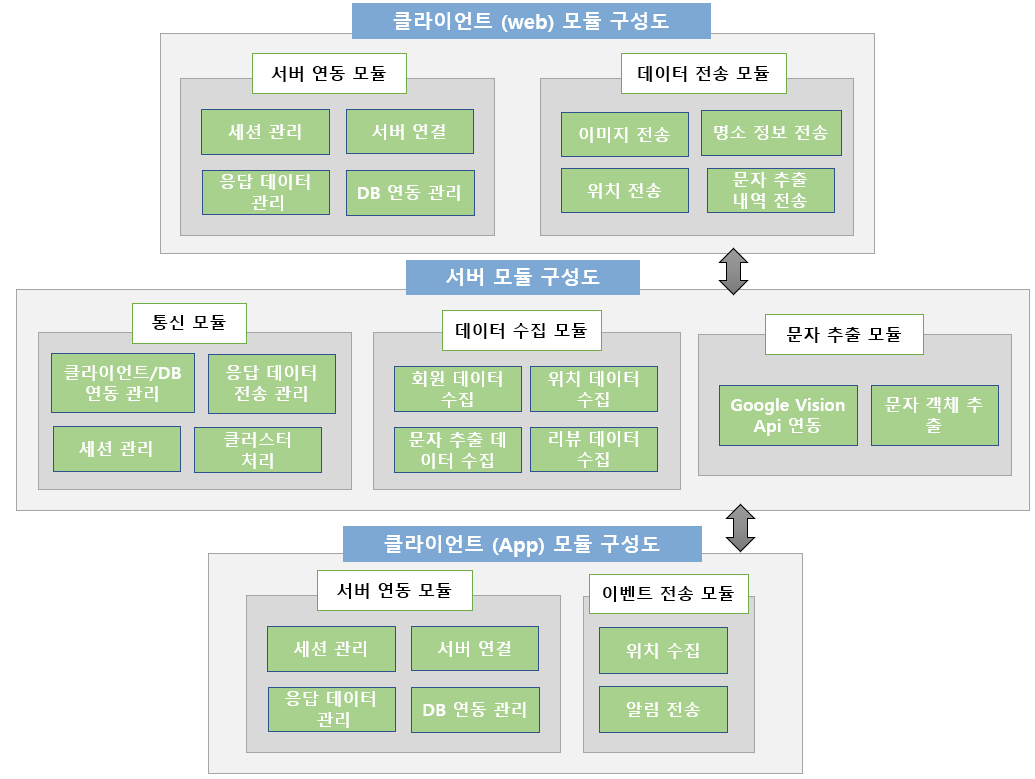 클라이언트 (web) 모듈 구성도
서버 연동 모듈
세션 관리
서버 연결
응답 데이터
관리
DB 연동 관리
데이터 전송 모듈
이미지 전송
명소 정보 전송
위치 전송
문자 추출
내역 전송
서버 모듈 구성도
통신 모듈
클라이언트/DB
연동 관리
응답 데이터
전송 관리
세션 관리
클러스터
처리
데이터 수집 모듈
회원 데이터
수집
위치 데이터
수집
문자 추출 데
이터 수집
리뷰 데이터
수집
문자 추출 모듈
Google Vision
Api 연동
문자 객체 추
출
클라이언트 (App) 모듈 구성도
서버 연동 모듈
세션 관리
서버 연결
응답 데이터
관리
DB 연동 관리
이벤트 전송 모듈
위치 수집
알림 전송